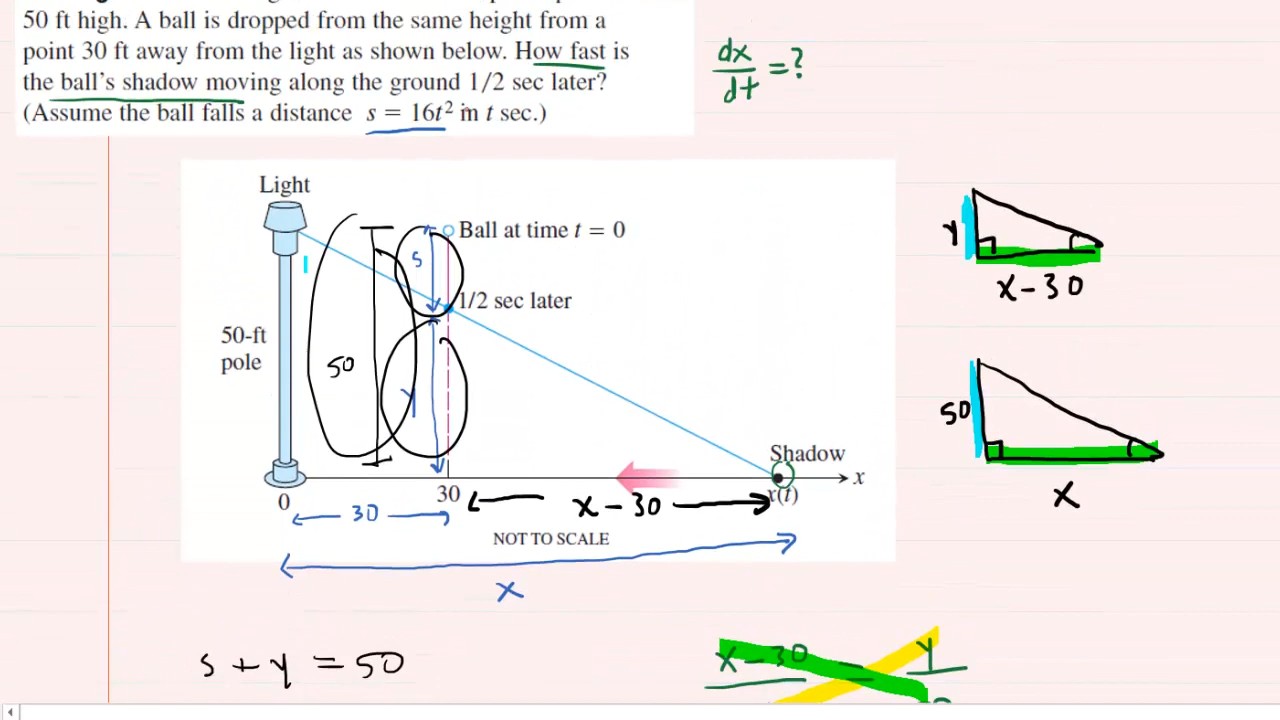 50 ft high. A ball is dropped from the same height from a
point 30 ft away from the light as shown below. How fast is
the ball's shadow moving along the ground 1/2 sec later?
(Assume the ball falls a distance s = 16t² in t sec.)
dx/dt = ?
Light
Ball at time t = 0
s
1/2 sec later
50-ft
pole
50
y
Shadow
x
0
30
x(t)
30
x - 30
NOT TO SCALE
x
y
x - 30
50
x
s + y = 50
x - 30 = y